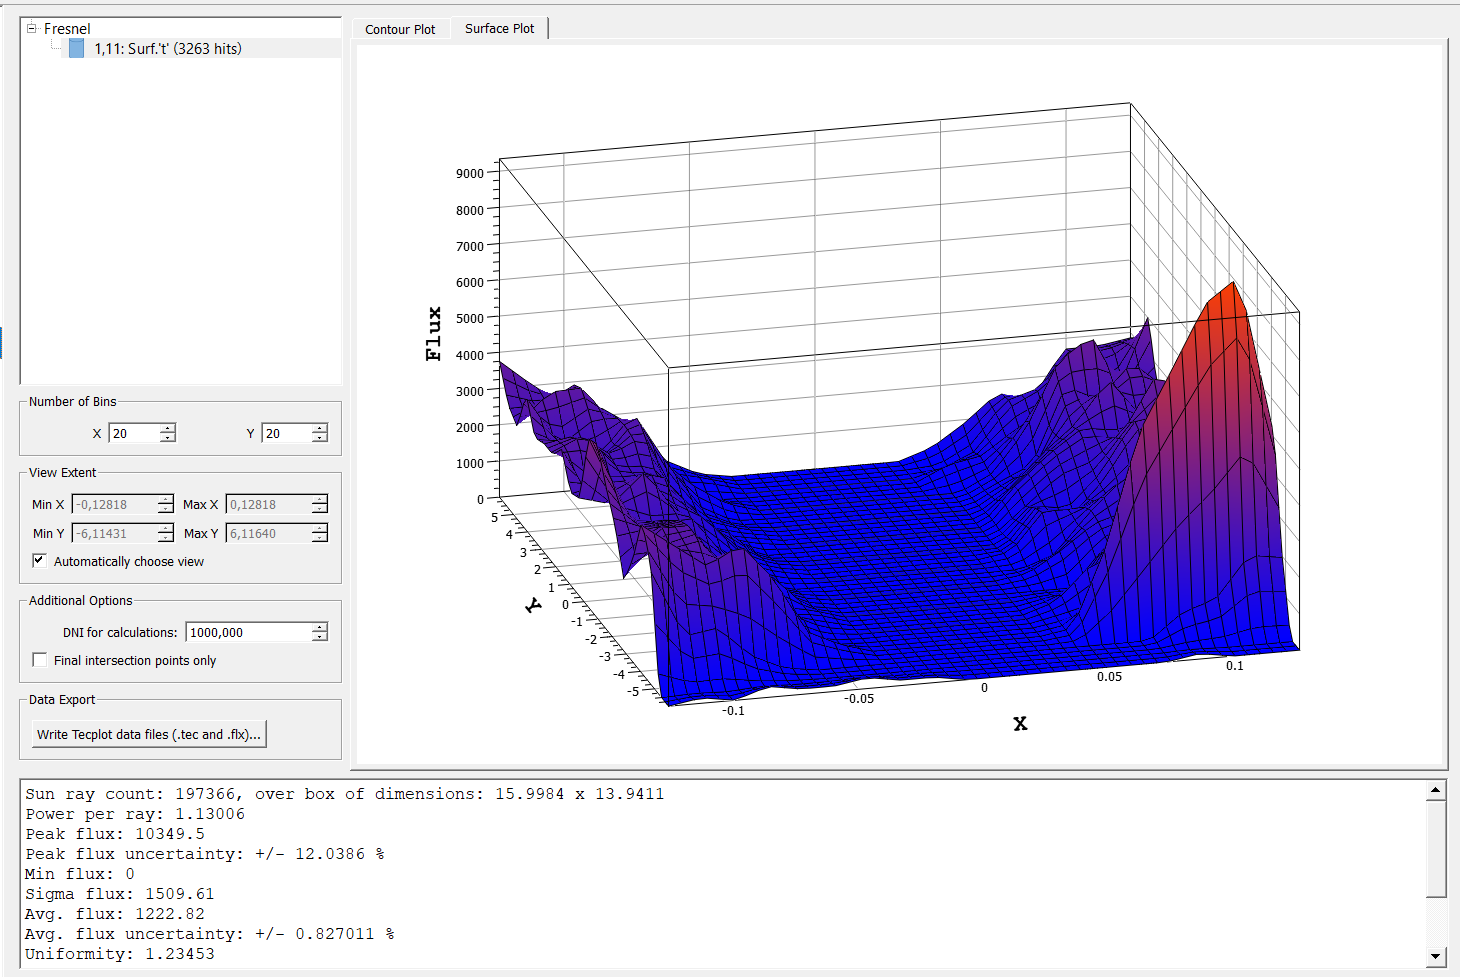 Fresnel
1,11: Surf.'t' (3263 hits)
Number of Bins
X 20 Y 20
View Extent
Min X -0,12818 Max X 0,12818
Min Y -6,11431 Max Y 6,11640
Automatically choose view
Additional Options
DNI for calculations: 1000,000
Final intersection points only
Data Export
Write Tecplot data files (.tec and .flx)...
Contour Plot Surface Plot
9000
8000
7000
6000
5000
4000
3000
2000
1000
0
Flux
5
4
3
2
1
0
-1
-2
-3
-4
-5
Y
-0.1
-0.05
0
0.05
0.1
X
Sun ray count: 197366, over box of dimensions: 15.9984 x 13.9411
Power per ray: 1.13006
Peak flux: 10349.5
Peak flux uncertainty: +/- 12.0386 %
Min flux: 0
Sigma flux: 1509.61
Avg. flux: 1222.82
Avg. flux uncertainty: +/- 0.827011 %
Uniformity: 1.23453